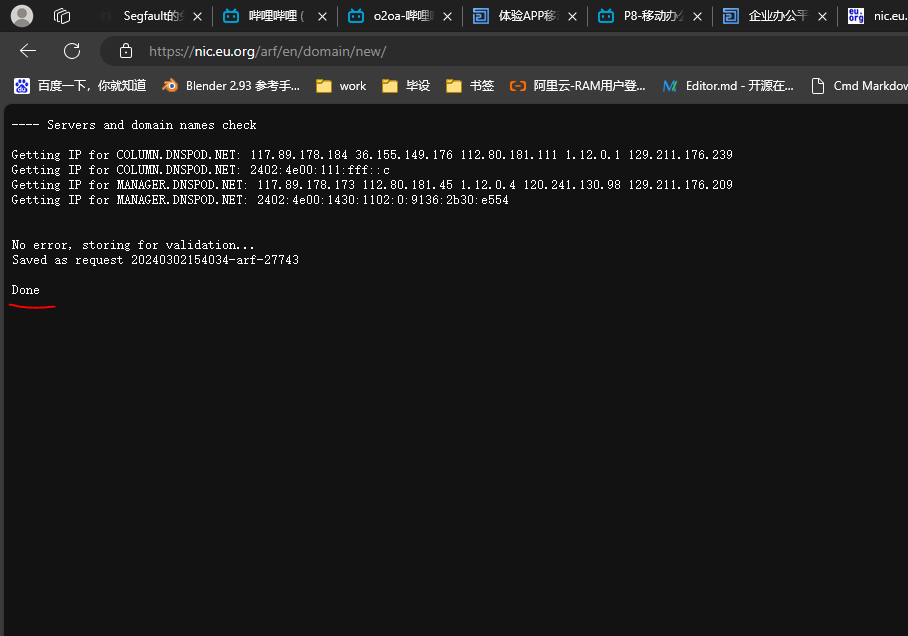 Segfault的
哔哩哔哩 (
o2oa-哔哩
体验APP移
P8-移动办
企业办公平
eu.org
nic.eu.
https://nic.eu.org/arf/en/domain/new/
百度一下，你就知道
Blender 2.93 参考手...
work
毕设
书签
阿里云-RAM用户登...
Editor.md - 开源在...
Cmd Markdow
---- Servers and domain names check
Getting IP for COLUMN.DNSPOD.NET: 117.89.178.184 36.155.149.176 112.80.181.111 1.12.0.1 129.211.176.239
Getting IP for COLUMN.DNSPOD.NET: 2402:4e00:111:fff::c
Getting IP for MANAGER.DNSPOD.NET: 117.89.178.173 112.80.181.45 1.12.0.4 120.241.130.98 129.211.176.209
Getting IP for MANAGER.DNSPOD.NET: 2402:4e00:1430:1102:0:9136:2b30:e554
No error, storing for validation...
Saved as request 20240302154034-arf-27743
Done